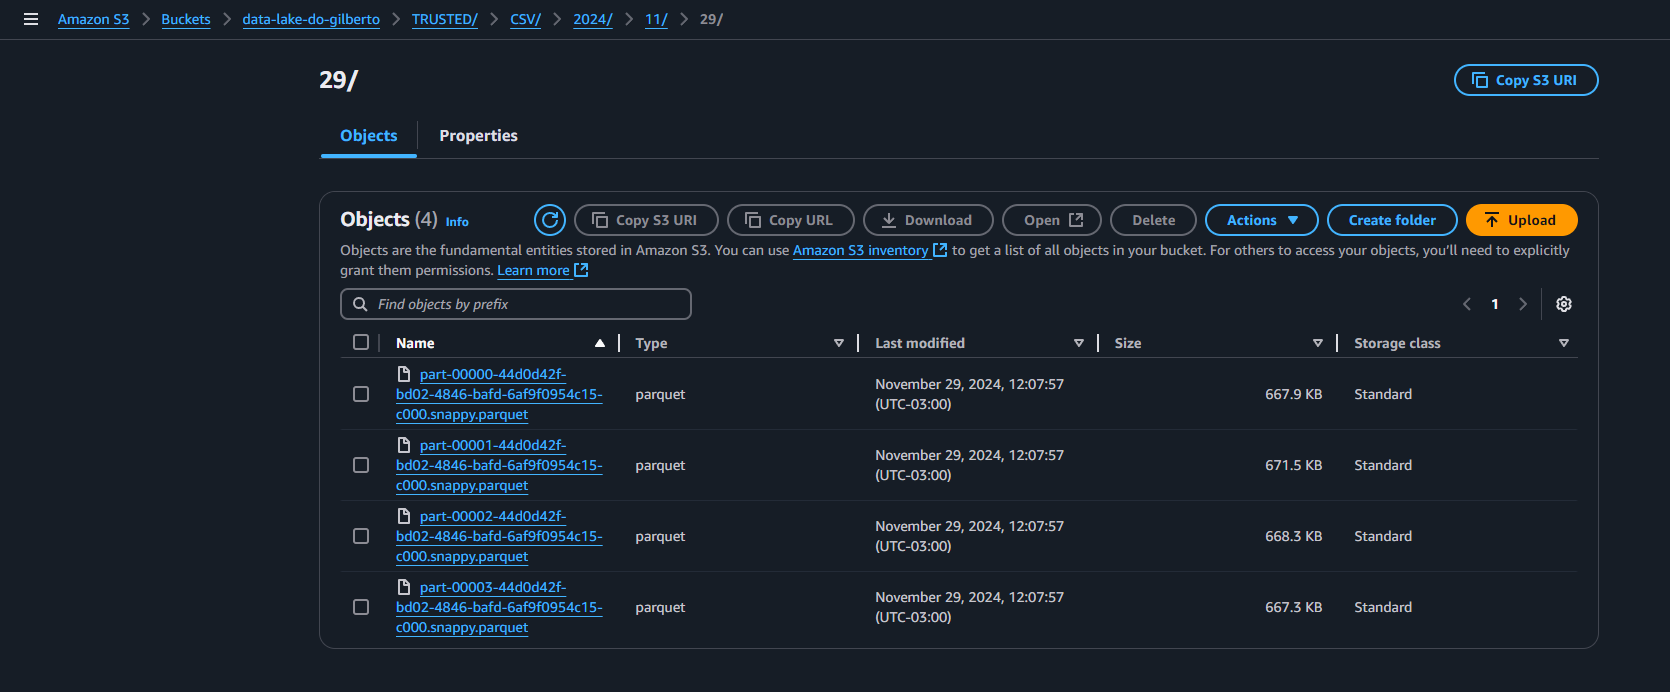 Amazon S3 > Buckets > data-lake-do-gilberto > TRUSTED/ > CSV/ > 2024/ > 11/ > 29/
29/
Copy S3 URI
Objects Properties
Objects (4) Info Copy S3 URI Copy URL Download Open Delete Actions Create folder Upload
Objects are the fundamental entities stored in Amazon S3. You can use Amazon S3 inventory to get a list of all objects in your bucket. For others to access your objects, you’ll need to explicitly
grant them permissions. Learn more
Find objects by prefix
1
Name Type Last modified Size Storage class
part-00000-44d0d42f-
bd02-4846-bafd-6af9f0954c15-
c000.snappy.parquet
parquet
November 29, 2024, 12:07:57
(UTC-03:00)
667.9 KB
Standard
part-00001-44d0d42f-
bd02-4846-bafd-6af9f0954c15-
c000.snappy.parquet
parquet
November 29, 2024, 12:07:57
(UTC-03:00)
671.5 KB
Standard
part-00002-44d0d42f-
bd02-4846-bafd-6af9f0954c15-
c000.snappy.parquet
parquet
November 29, 2024, 12:07:57
(UTC-03:00)
668.3 KB
Standard
part-00003-44d0d42f-
bd02-4846-bafd-6af9f0954c15-
c000.snappy.parquet
parquet
November 29, 2024, 12:07:57
(UTC-03:00)
667.3 KB
Standard